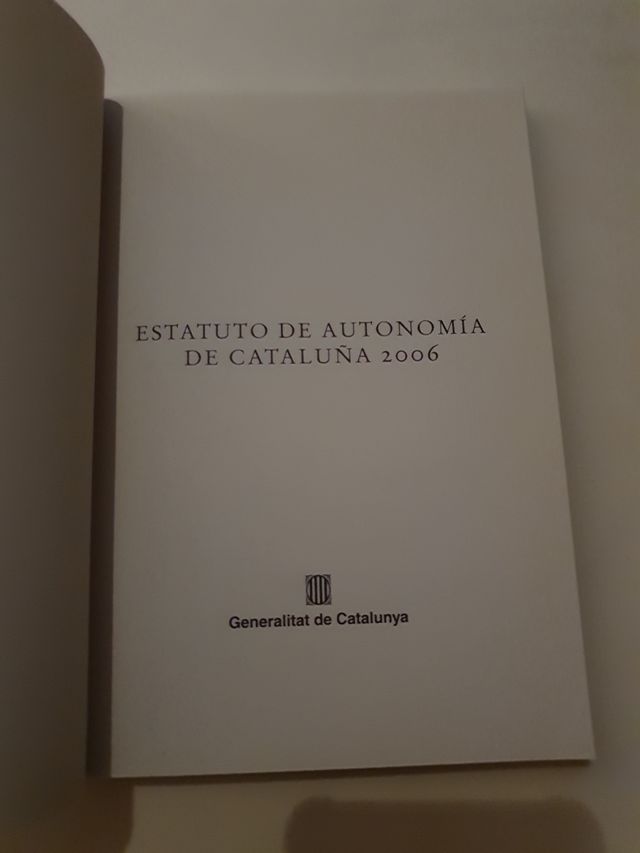 ESTATUTO DE AUTONOMÍA
DE CATALUÑA 2006
Generalitat de Catalunya